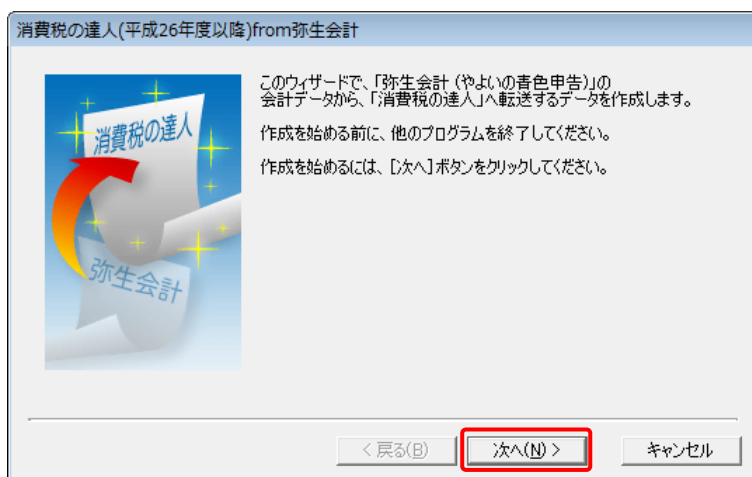 消費税の達人(平成26年度以降)from弥生会計
消費税の達人
弥生会計
このウィザードで、「弥生会計（やよいの青色申告)」の
会計データから、「消費税の達人」へ転送するデータを作成します。
作成を始める前に、他のプログラムを終了してください。
作成を始めるには、[次へ]ボタンをクリックしてください。
< 戻る(B)
次へ(N) >
キャンセル